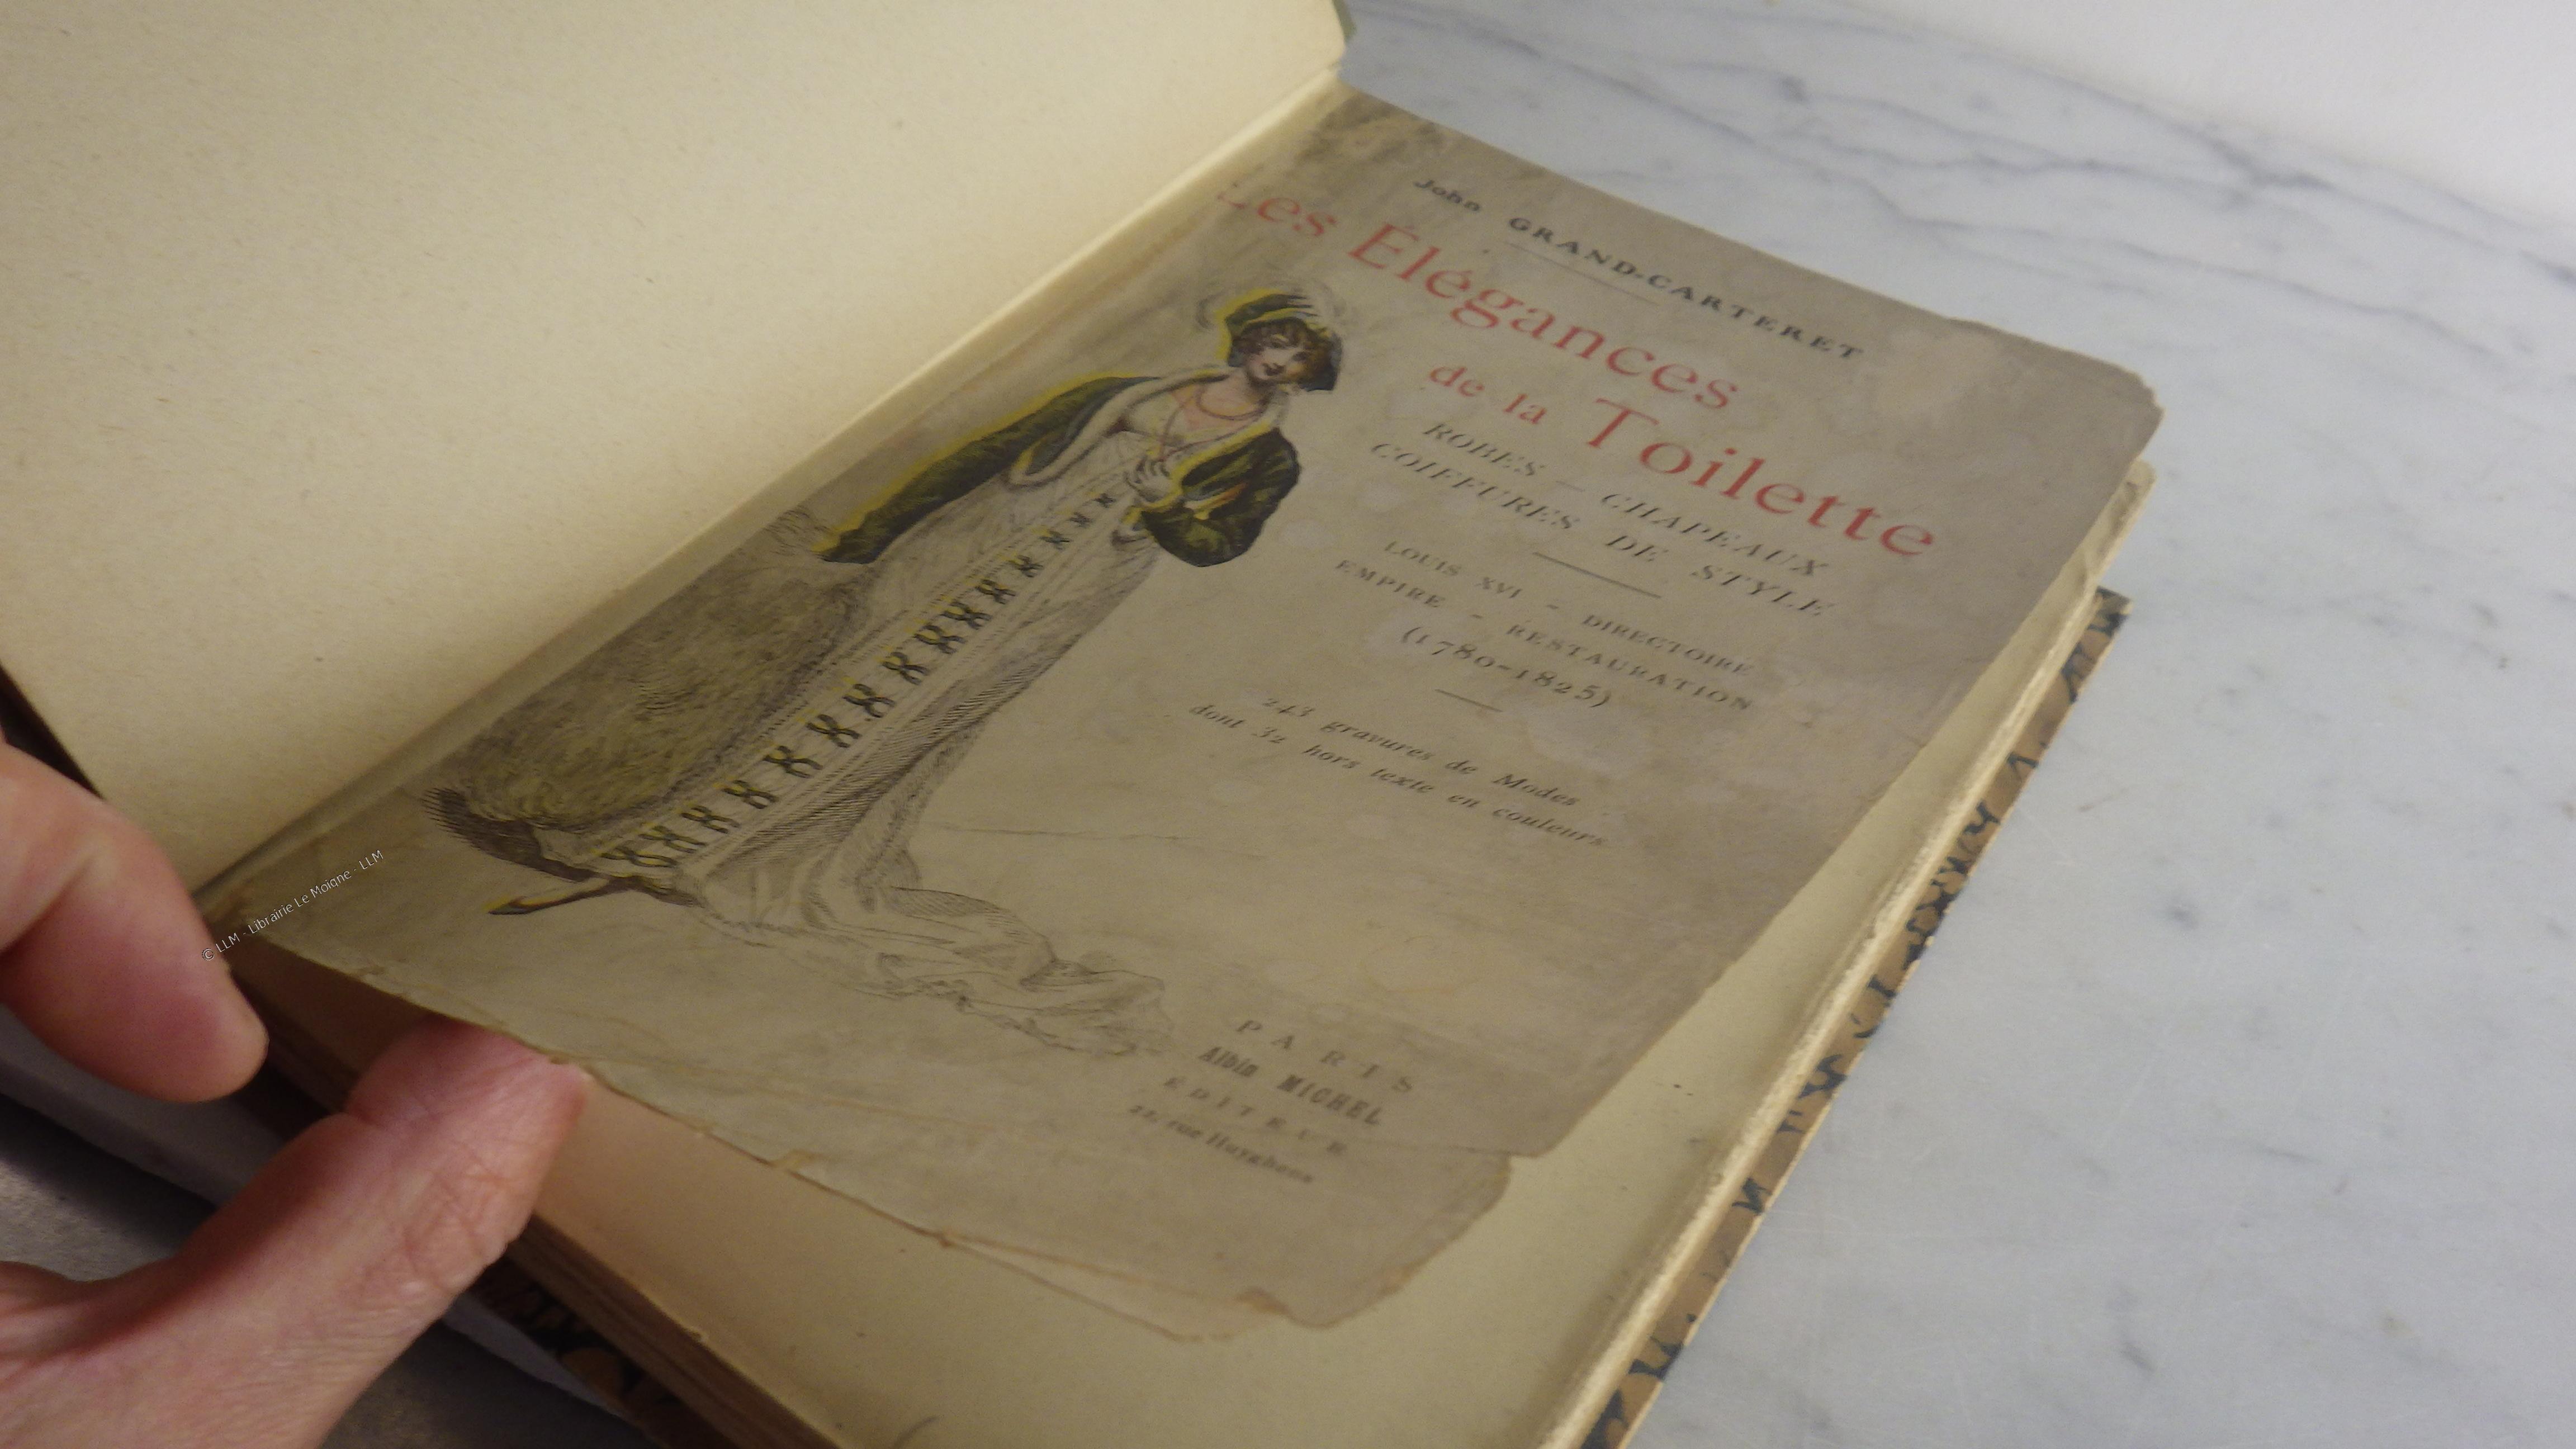 John GRAND-CARTERET
Les Élégances
de la Toilette
ROBES — CHAPEAUX
COIFFURES DE STYLE
LOUIS XVI - DIRECTOIRE
EMPIRE - RESTAURATION
(1780-1825)
243 gravures de Modes
dont 32 hors texte en couleurs
PARIS
Albin MICHEL
ÉDITEUR
22, rue Huyghens
© LLM - Librairie Le Moigne - LLM